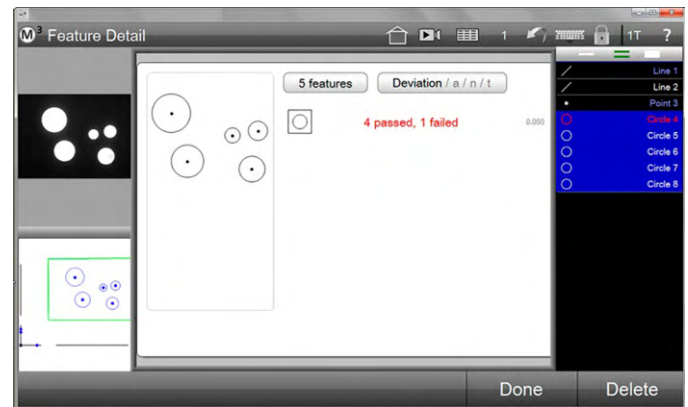 M³ Feature Detail
1
1T
?
5 features
Deviation / a / n / t
4 passed, 1 failed
0.050
Line 1
Line 2
Point 3
Circle 4
Circle 5
Circle 6
Circle 7
Circle 8
Done
Delete